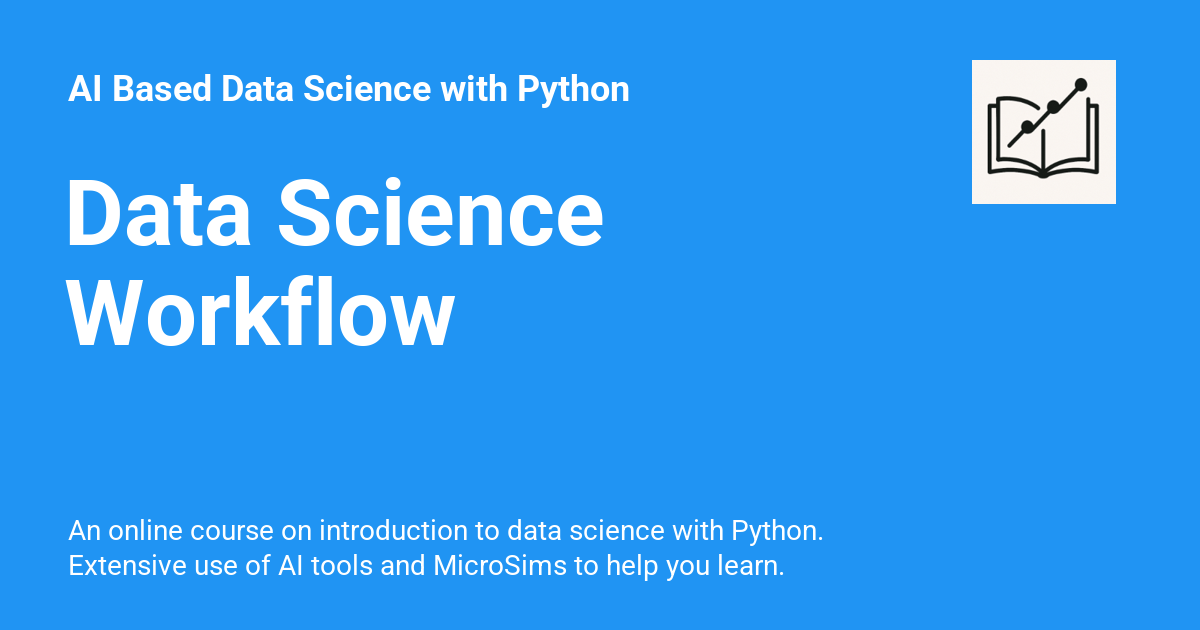 AI Based Data Science with Python
Data Science
Workflow
An online course on introduction to data science with Python.
Extensive use of AI tools and MicroSims to help you learn.